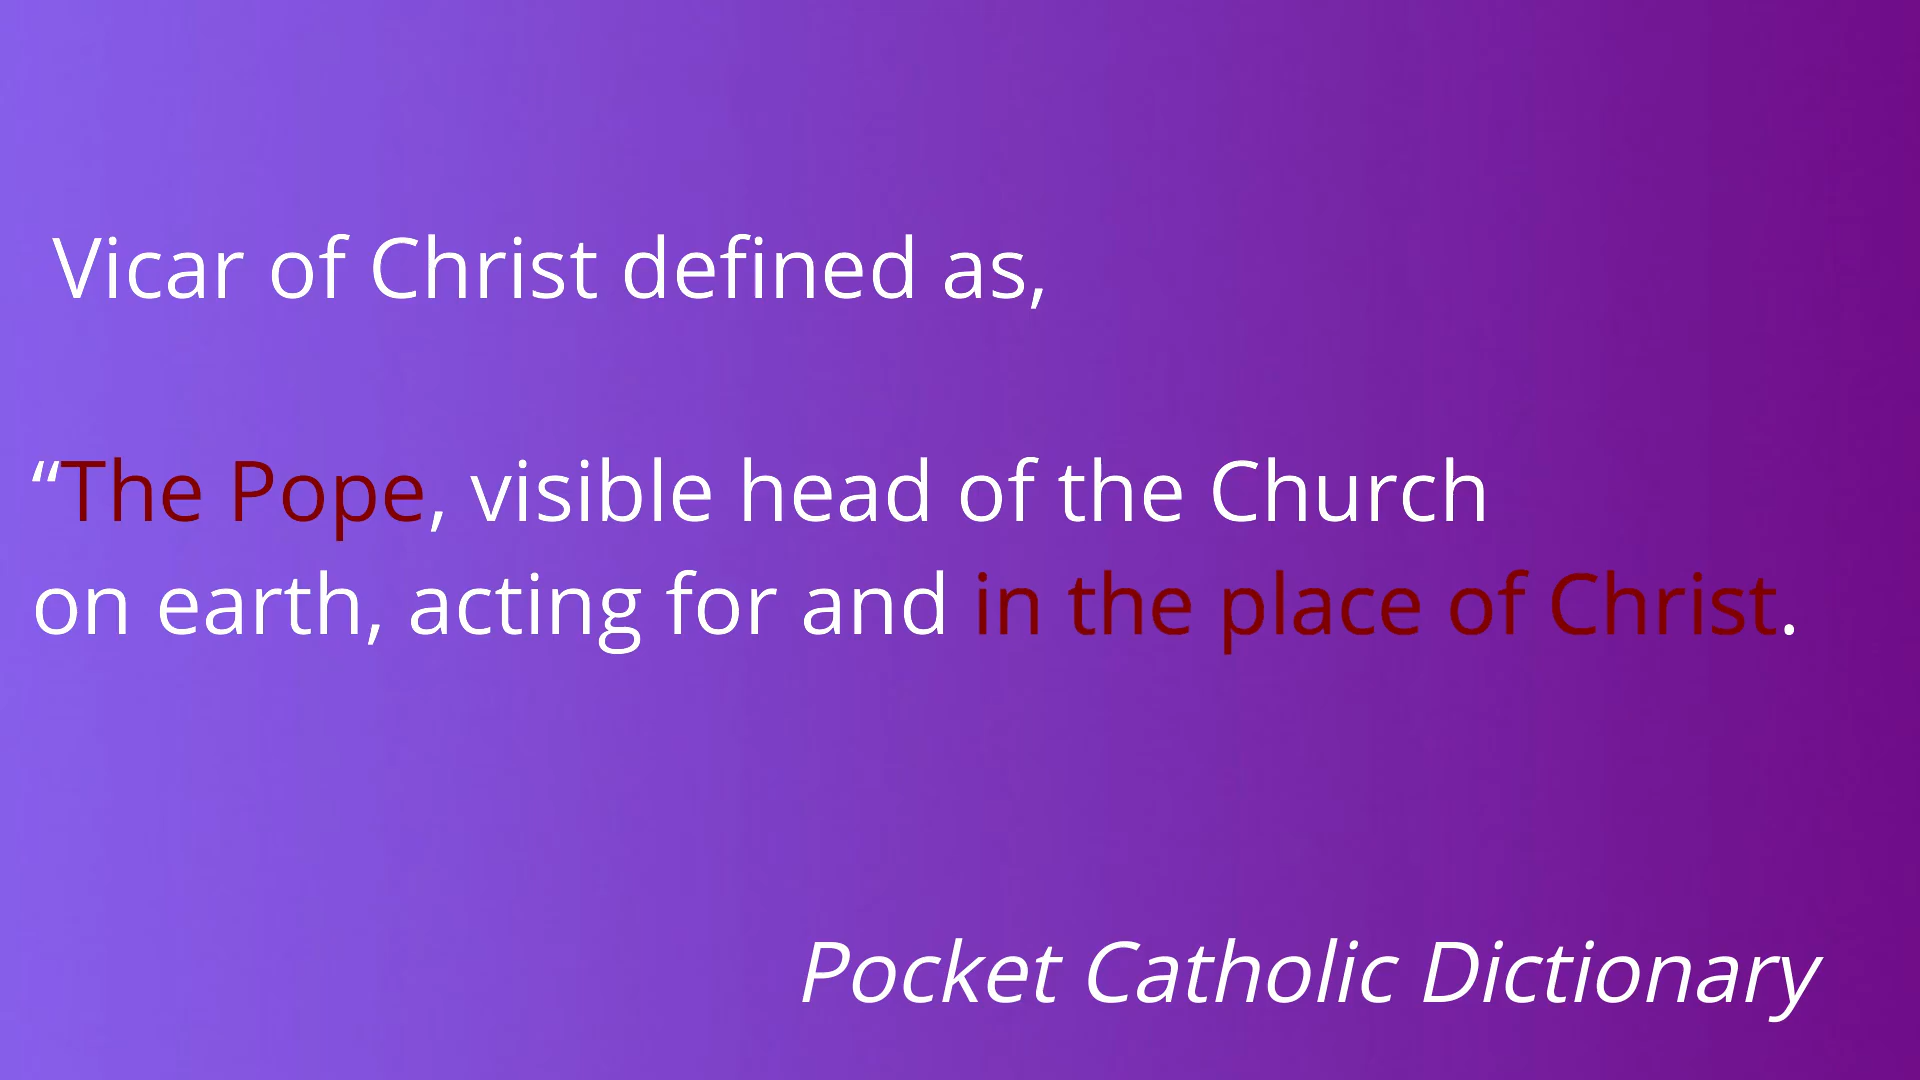 Vicar of Christ defined as,
“The Pope, visible head of the Church
on earth, acting for and in the place of Christ.
Pocket Catholic Dictionary